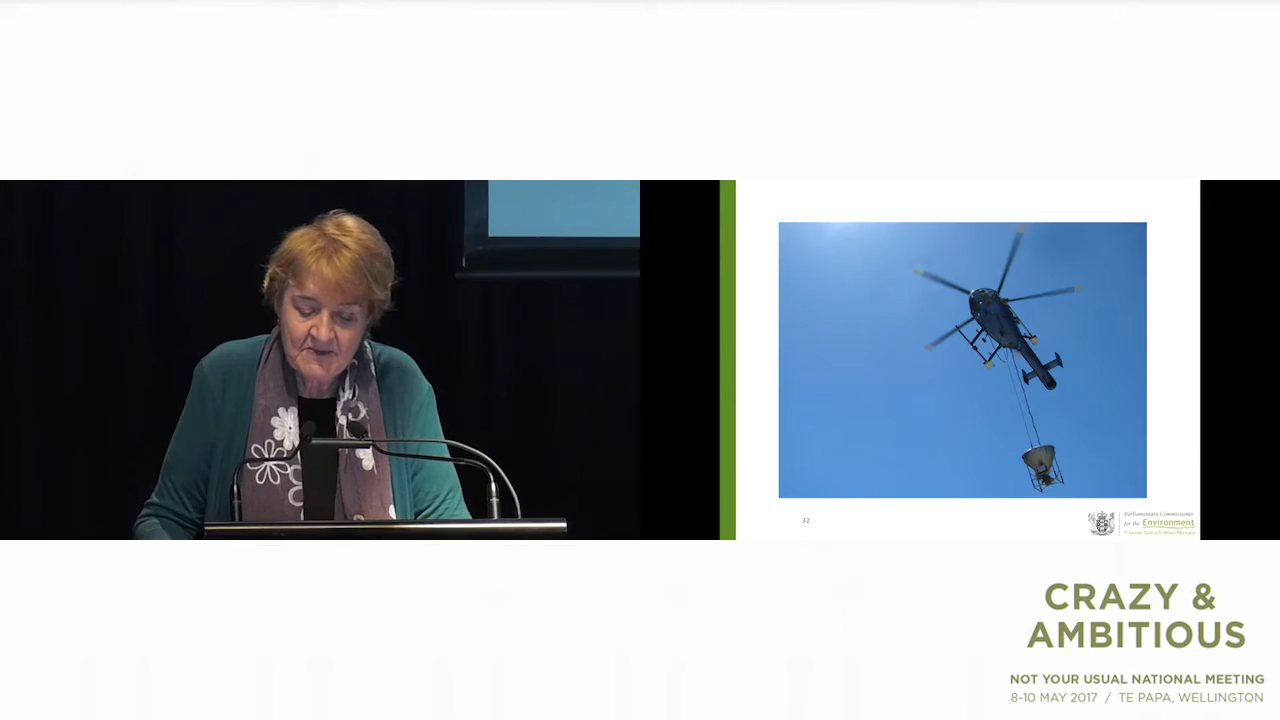 32
Parliamentary Commissioner
for the Environment
CRAZY &
AMBITIOUS
NOT YOUR USUAL NATIONAL MEETING
8-10 MAY 2017 / TE PAPA, WELLINGTON